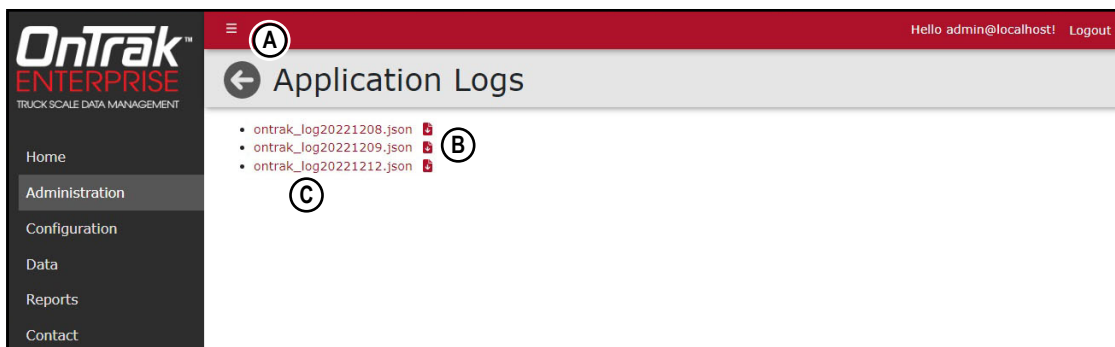 OnTrak™
ENTERPRISE
TRUCK SCALE DATA MANAGEMENT
Home
Administration
Configuration
Data
Reports
Contact
☰
A
Hello admin@localhost! Logout
Application Logs
• ontrak_log20221208.json
• ontrak_log20221209.json
• ontrak_log20221212.json
B
C